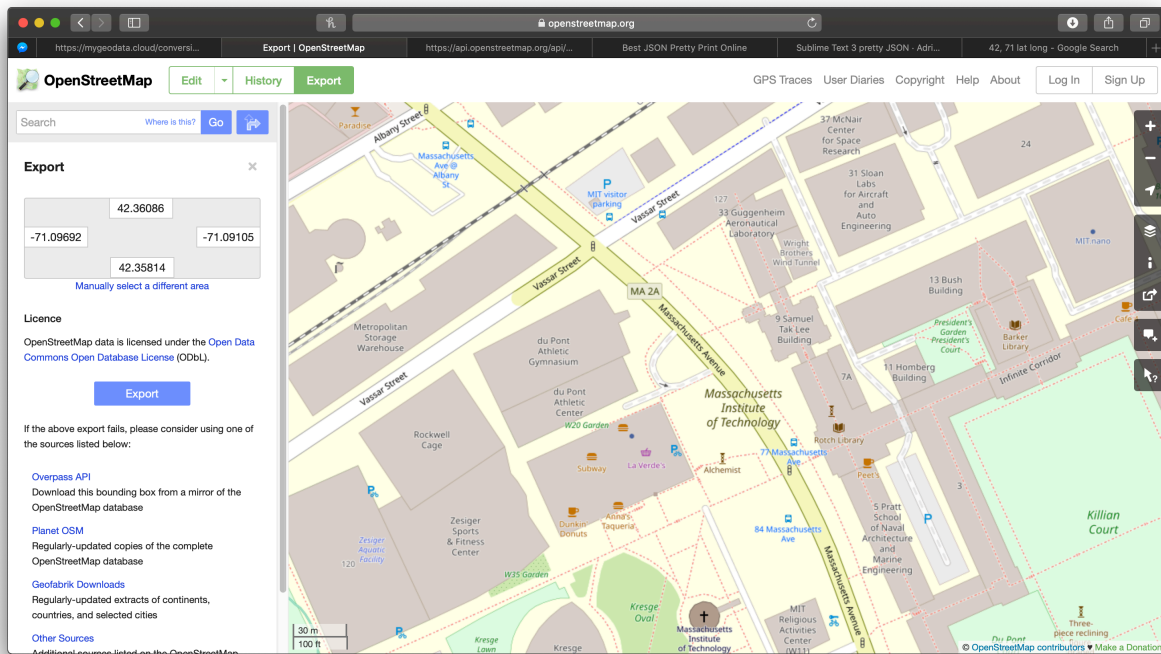 openstreetmap.org
https://mygeodata.cloud/conversi...
Export | OpenStreetMap
https://api.openstreetmap.org/api/...
Best JSON Pretty Print Online
Sublime Text 3 pretty JSON - Adri...
42, 71 lat long - Google Search
OpenStreetMap
Edit
History
Export
GPS Traces
User Diaries
Copyright
Help
About
Log In
Sign Up
Search
Where is this?
Go
Export
42.36086
-71.09692
-71.09105
42.35814
Manually select a different area
Licence
OpenStreetMap data is licensed under the Open Data
Commons Open Database License (ODbL).
Export
If the above export fails, please consider using one of
the sources listed below:
Overpass API
Download this bounding box from a mirror of the
OpenStreetMap database
Planet OSM
Regularly-updated copies of the complete
OpenStreetMap database
Geofabrik Downloads
Regularly-updated extracts of continents,
countries, and selected cities
Other Sources
Additional sources listed on the OpenStreetMap
Paradise
Albany Street
Massachusetts
Ave @
Albany
St
P
MIT visitor
parking
Vassar Street
37 McNair
Center
for Space
Research
24
31 Sloan
Labs
for Aircraft
and
Auto
Engineering
127
33 Guggenheim
Aeronautical
Laboratory
Wright
Brothers
Wind Tunnel
MIT nano
Vassar Street
MA 2A
13 Bush
Building
Massachusetts Avenue
9 Samuel
Tak Lee
Building
President's
Garden
President's
Court
Barker
Library
Cafe
Infinite Corridor
Metropolitan
Storage
Warehouse
du Pont
Athletic
Gymnasium
11 Homberg
Building
7A
Vassar Street
du Pont
Athletic
Center
W20 Garden
Massachusetts
Institute
of Technology
Rockwell
Cage
Rotch Library
Subway
La Verde's
P
Alchemist
77 Massachusetts
Ave
Peet's
3
P
Dunkin
Donuts
Anna's
Taqueria
Zesiger
Sports
& Fitness
Center
84 Massachusetts
Ave
5 Pratt
School
of Naval
Architecture
and
Marine
Engineering
P
Killian
Court
Zesiger
Aquatic
Facility
120
W35 Garden
Massachusetts Avenue
Kresge
Oval
MIT
Religious
Activities
Center
(W11)
Three-
piece reclining
P
Kresge
Lawn
Kresge
Massachusetts
Institute
of Technology
Du Pont
30 m
100 ft
© OpenStreetMap contributors ♥ Make a Donation